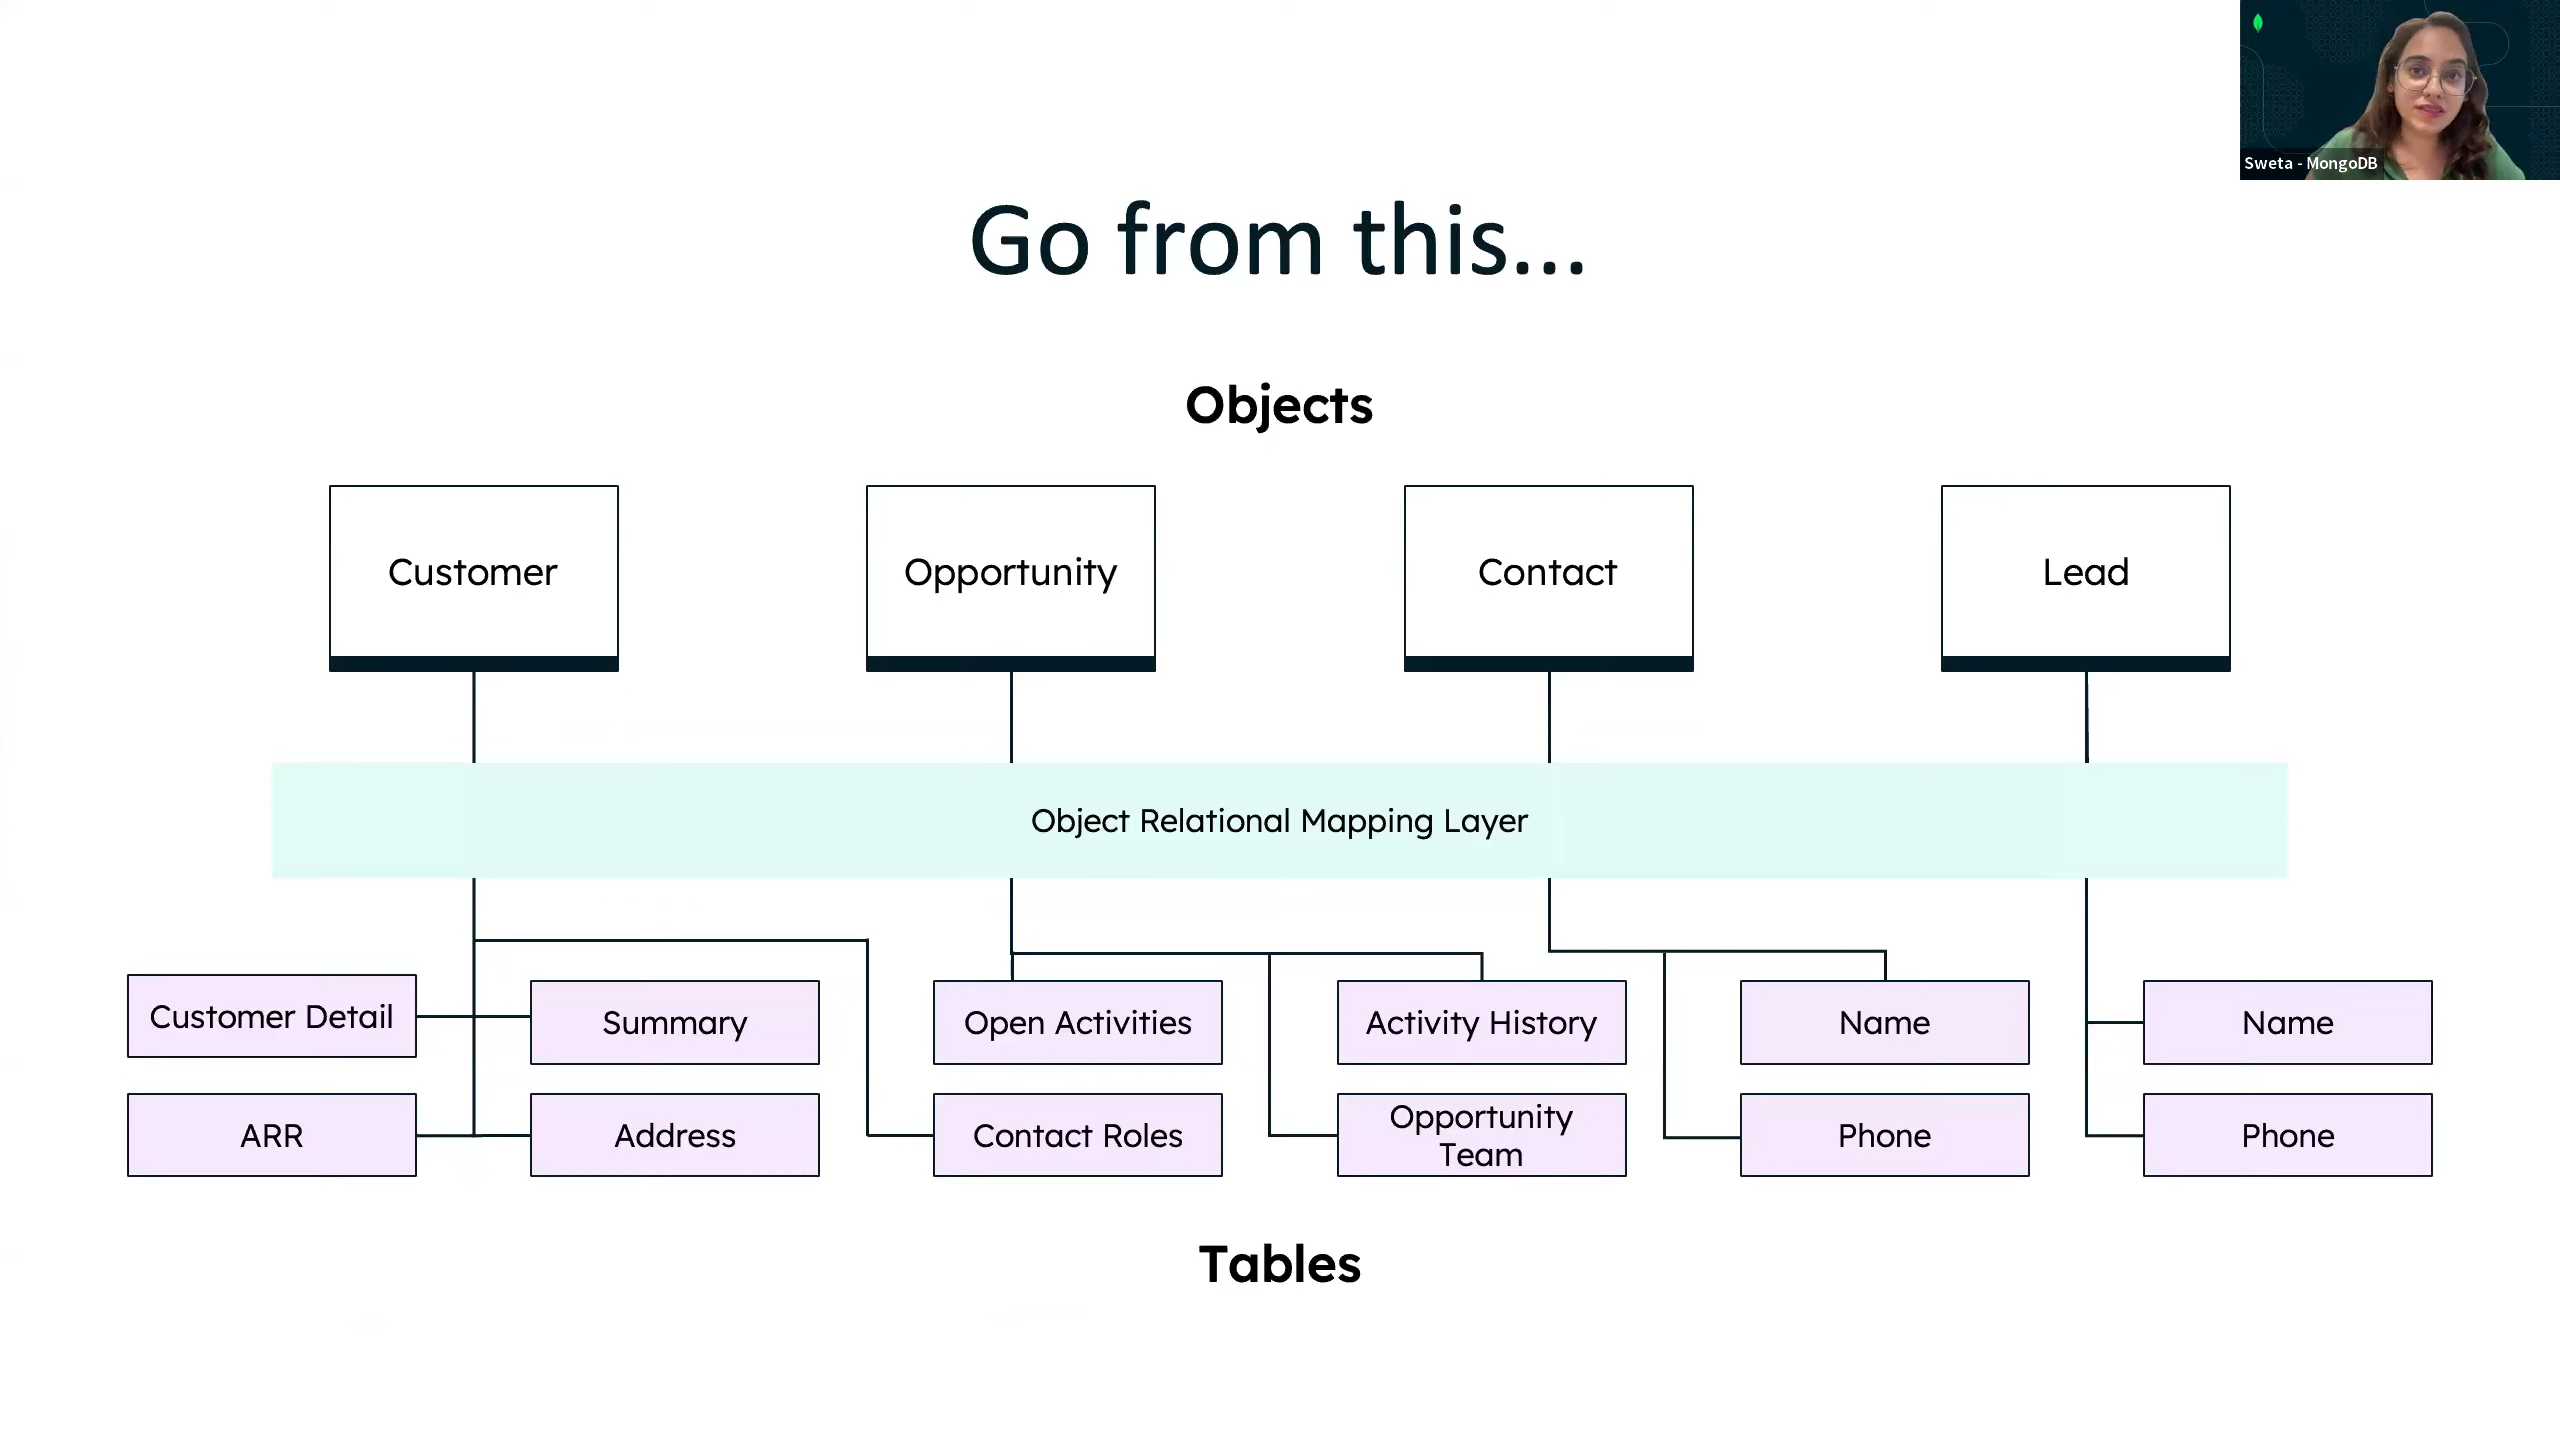 Sweta - MongoDB
Go from this...
Objects
Customer
Opportunity
Contact
Lead
Object Relational Mapping Layer
Customer Detail
Summary
Open Activities
Activity History
Name
Name
ARR
Address
Contact Roles
Opportunity
Team
Phone
Phone
Tables